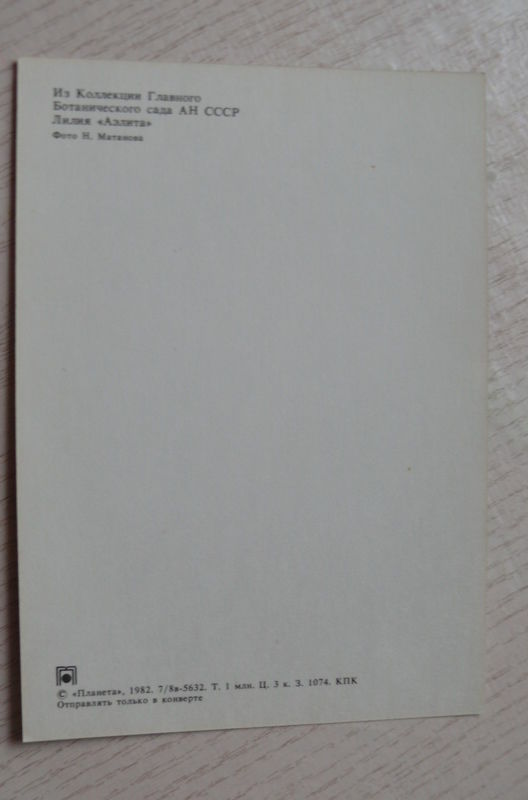 Из Коллекции Главного
Ботанического сада АН СССР
Лилия «Аэлита»
Фото Н. Матанова
© «Планета», 1982. 7/8в-5632. Т. 1 млн. Ц. 3 к. З. 1074. КПК
Отправлять только в конверте